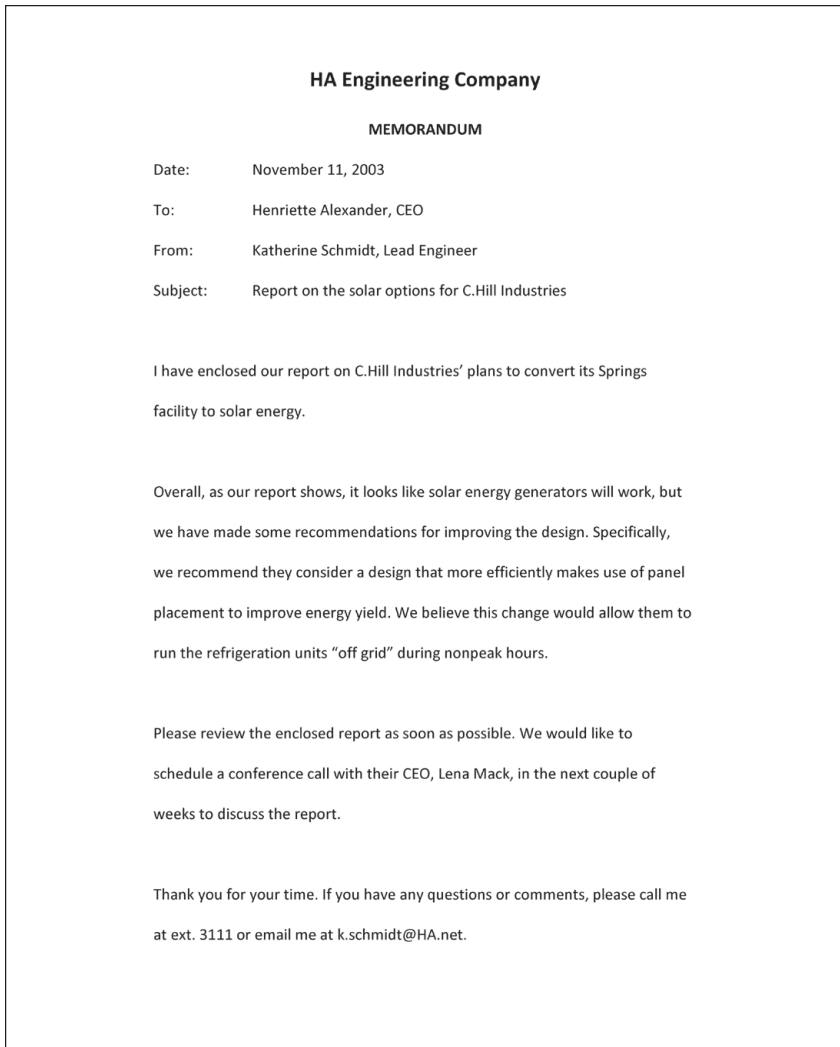 HA Engineering Company
MEMORANDUM
Date: November 11, 2003
To: Henriette Alexander, CEO
From: Katherine Schmidt, Lead Engineer
Subject: Report on the solar options for C.Hill Industries
I have enclosed our report on C.Hill Industries’ plans to convert its Springs
facility to solar energy.
Overall, as our report shows, it looks like solar energy generators will work, but
we have made some recommendations for improving the design. Specifically,
we recommend they consider a design that more efficiently makes use of panel
placement to improve energy yield. We believe this change would allow them to
run the refrigeration units “off grid” during nonpeak hours.
Please review the enclosed report as soon as possible. We would like to
schedule a conference call with their CEO, Lena Mack, in the next couple of
weeks to discuss the report.
Thank you for your time. If you have any questions or comments, please call me
at ext. 3111 or email me at k.schmidt@HA.net.